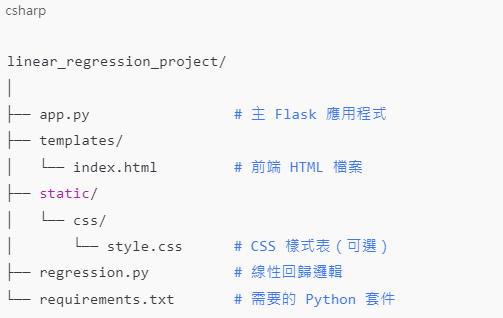 csharp
linear_regression_project/
│
├── app.py                  # 主 Flask 應用程式
├── templates/
│   └── index.html          # 前端 HTML 檔案
├── static/
│   └── css/
│       └── style.css       # CSS 樣式表（可選）
├── regression.py           # 線性回歸邏輯
└── requirements.txt        # 需要的 Python 套件